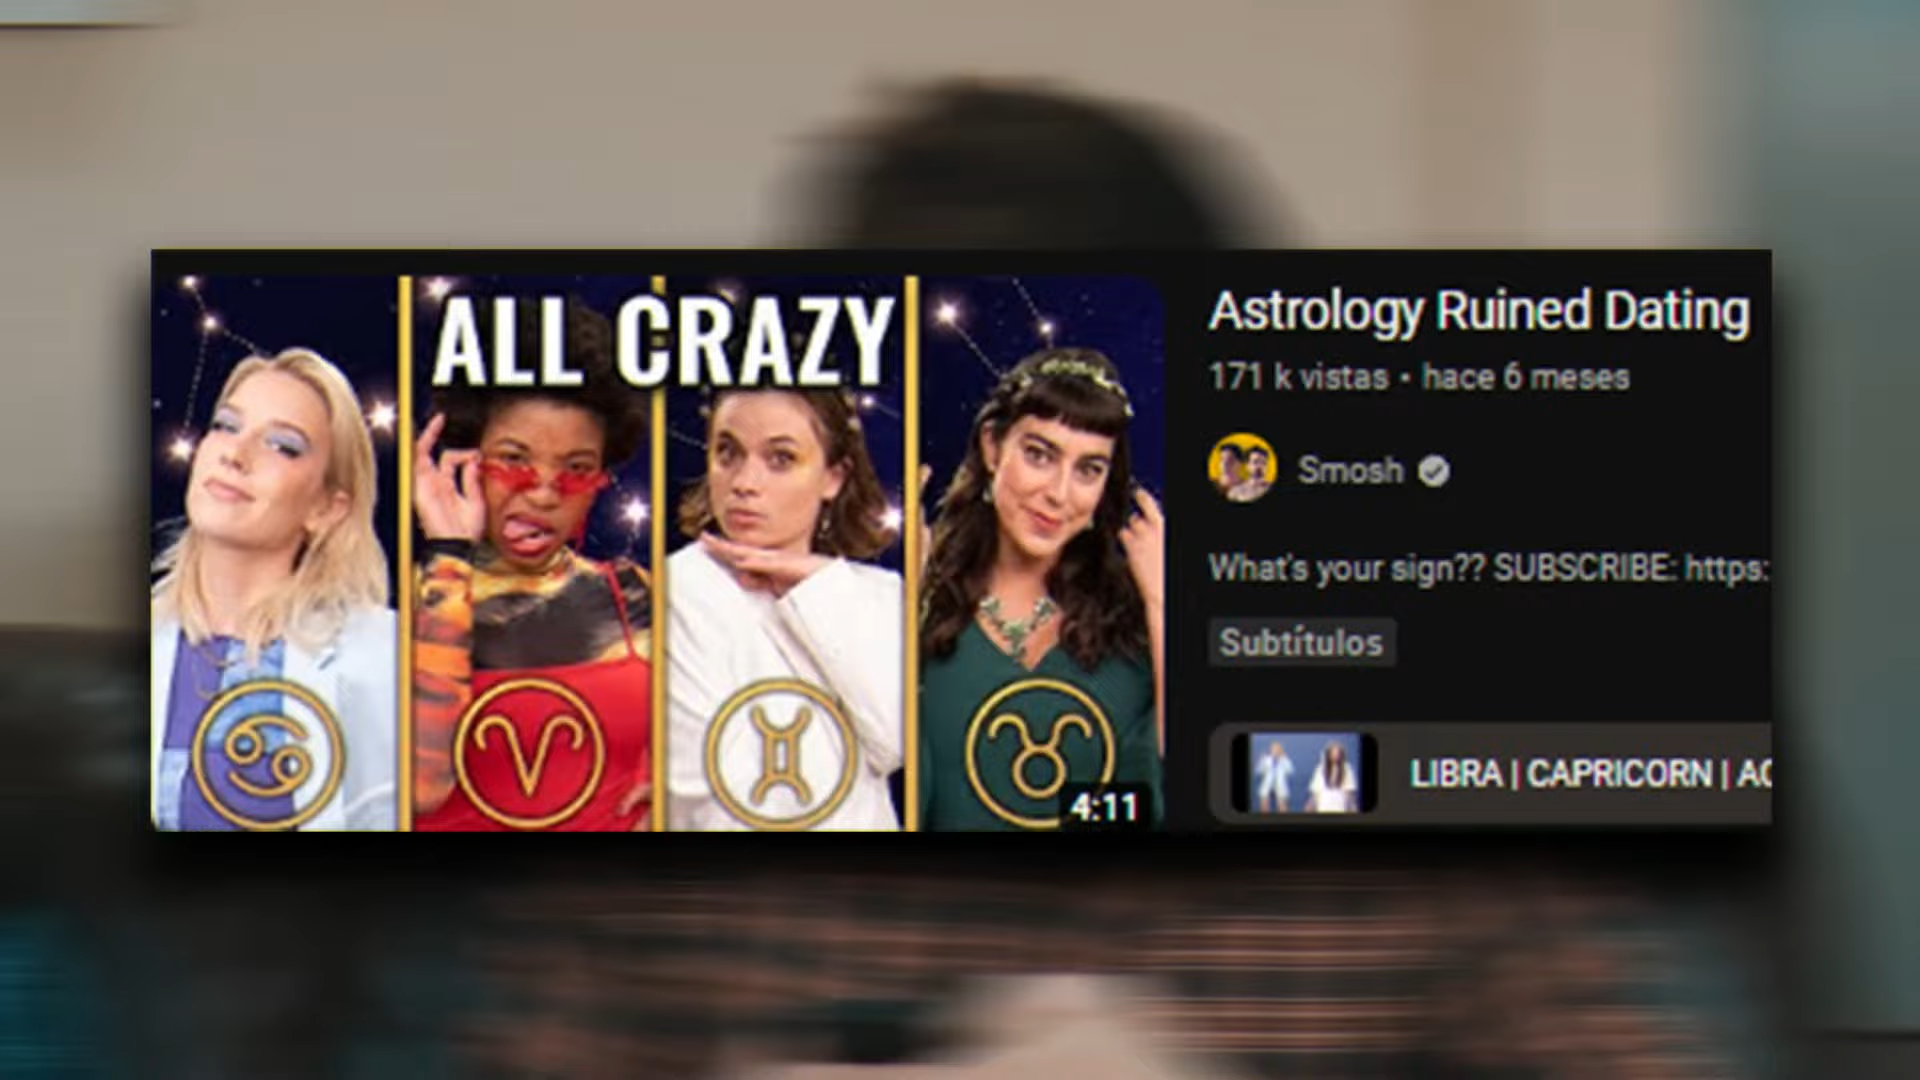 ALL CRAZY
4:11
Astrology Ruined Dating
171 k vistas • hace 6 meses
Smosh
What's your sign?? SUBSCRIBE: https:
Subtítulos
LIBRA | CAPRICORN |